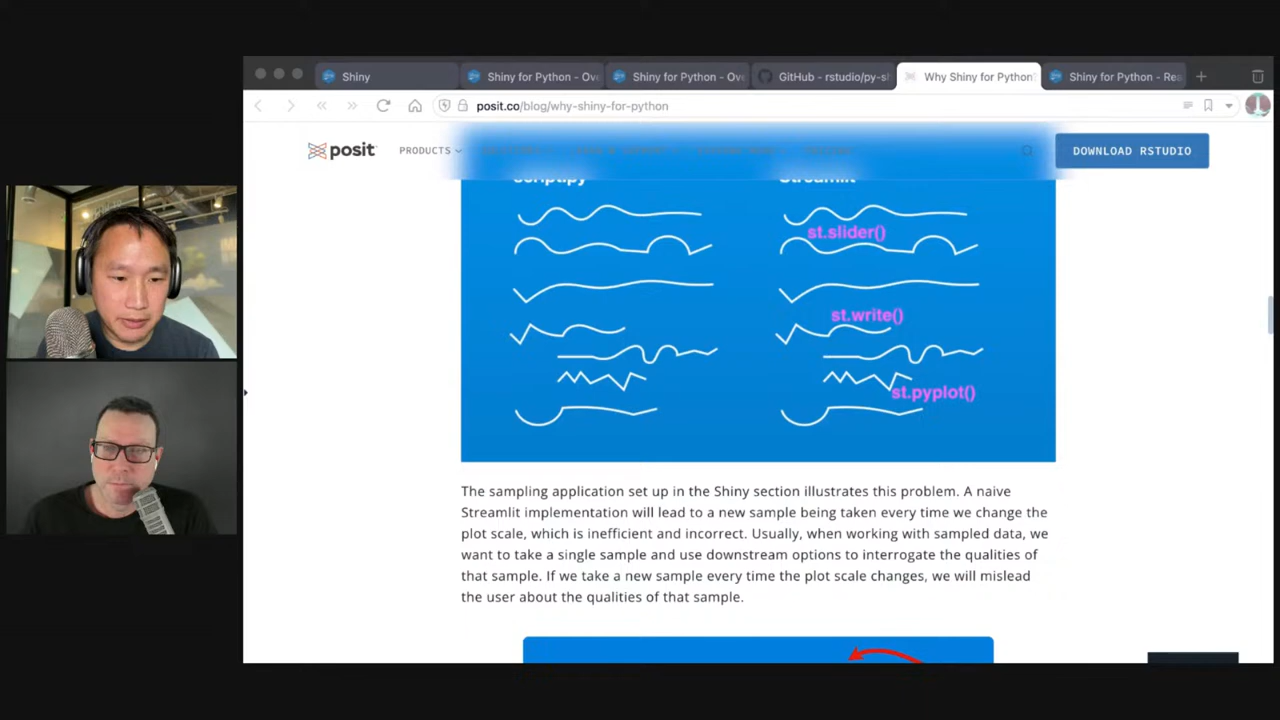 Shiny
Shiny for Python - Ove
Shiny for Python - Ove
GitHub - rstudio/py-sl
Why Shiny for Python
Shiny for Python - Rea
posit.co/blog/why-shiny-for-python
posit
PRODUCTS
DOWNLOAD RSTUDIO
Script.py
Streamlit
st.slider()
st.write()
st.pyplot()
The sampling application set up in the Shiny section illustrates this problem. A naive
Streamlit implementation will lead to a new sample being taken every time we change the
plot scale, which is inefficient and incorrect. Usually, when working with sampled data, we
want to take a single sample and use downstream options to interrogate the qualities of
that sample. If we take a new sample every time the plot scale changes, we will mislead
the user about the qualities of that sample.